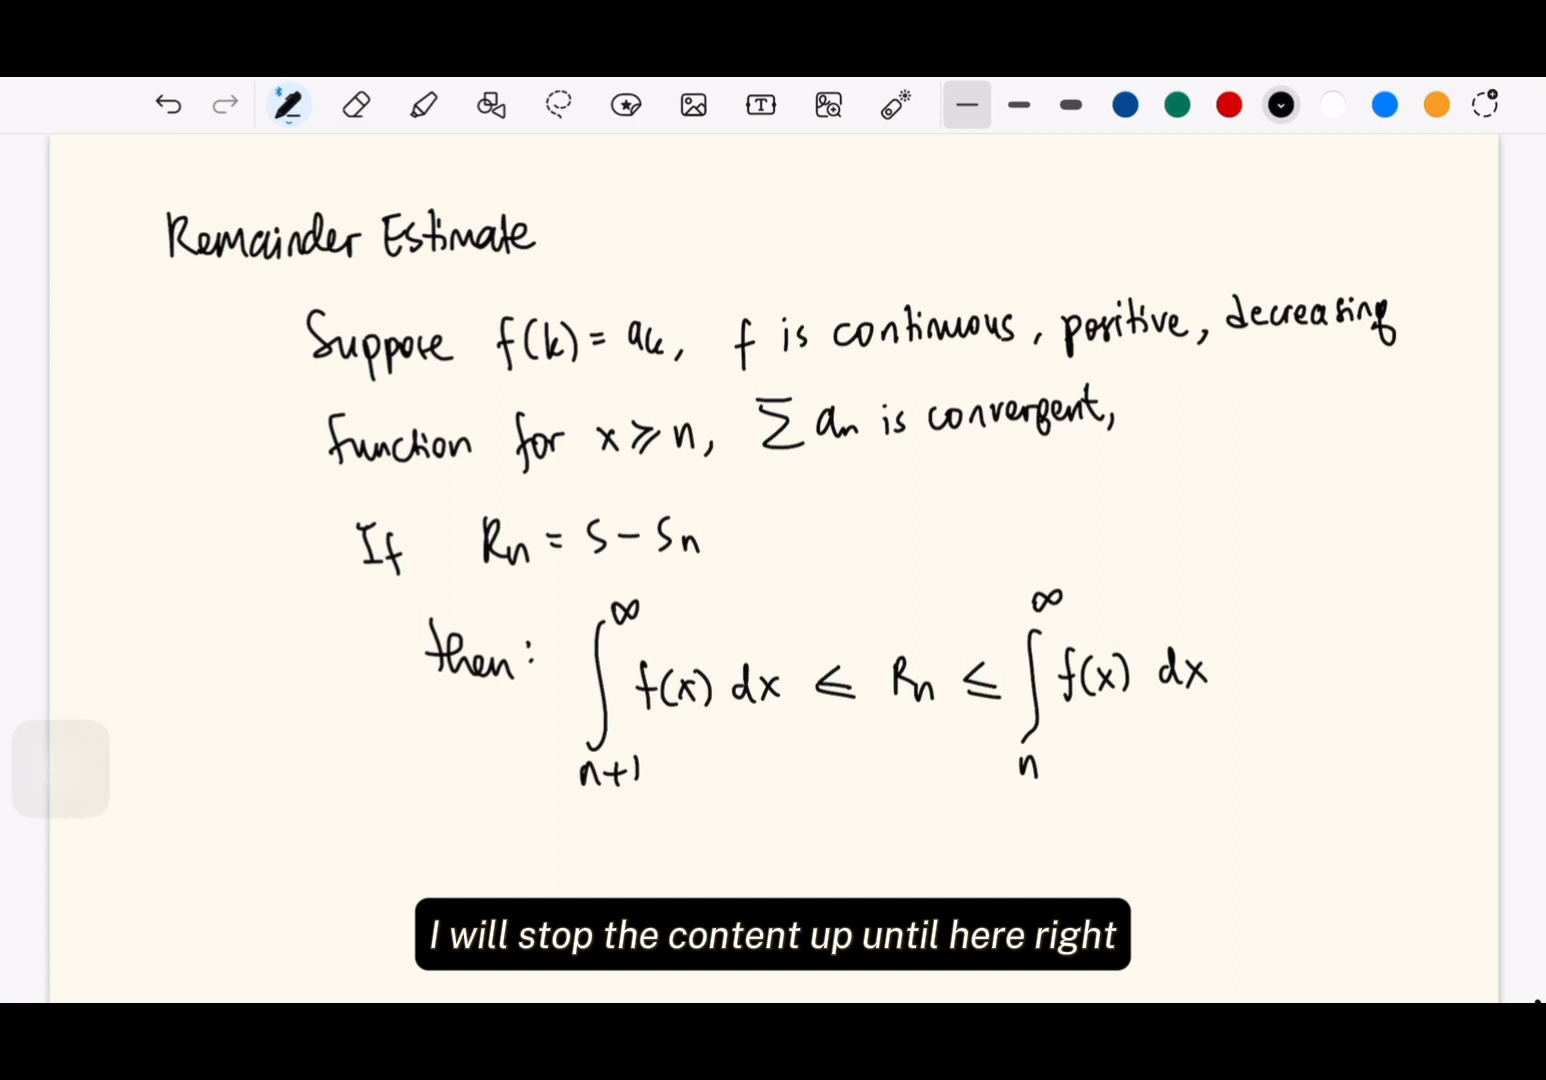 Remainder Estimate
Suppose f(k) = ak, f is continuous, positive, decreasing
function for x ⩾ n, Σ an is convergent,
If Rn = S - Sn
then: ∫_{n+1}^{∞} f(x) dx ≤ Rn ≤ ∫_{n}^{∞} f(x) dx
I will stop the content up until here right